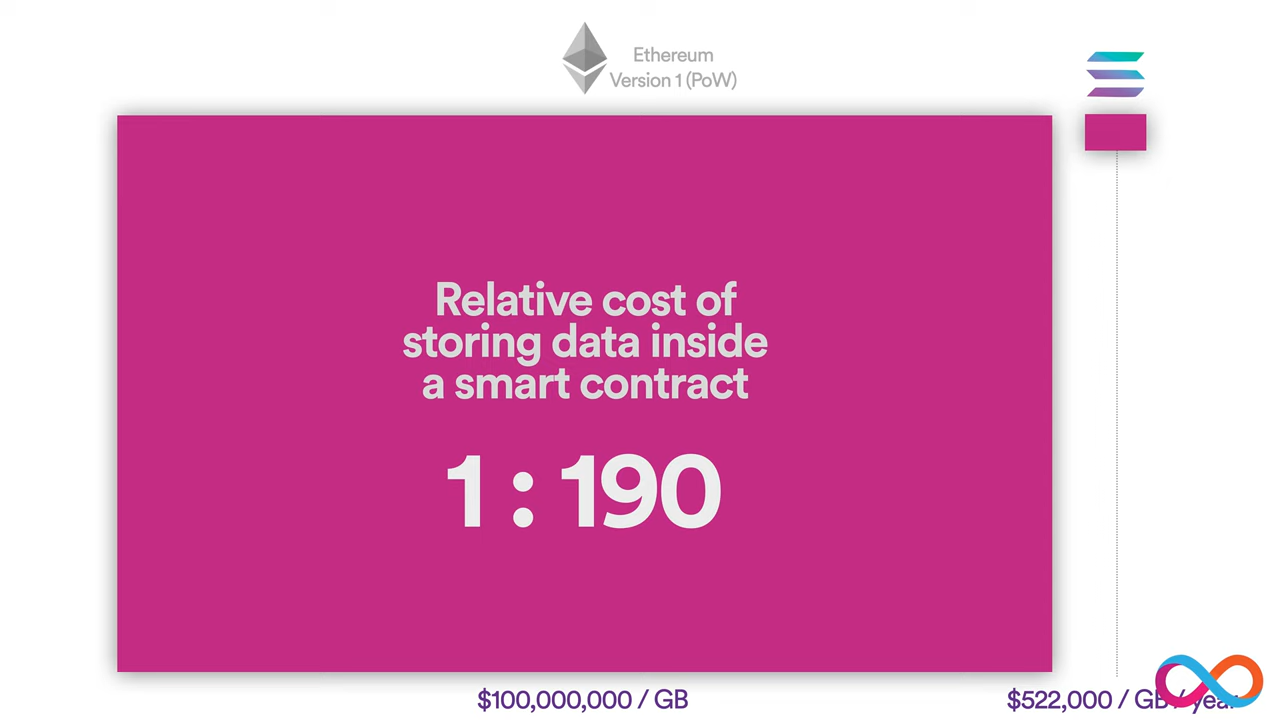 Ethereum
Version 1 (PoW)
Relative cost of
storing data inside
a smart contract
1 : 190
$100,000,000 / GB
$522,000 / GB / year